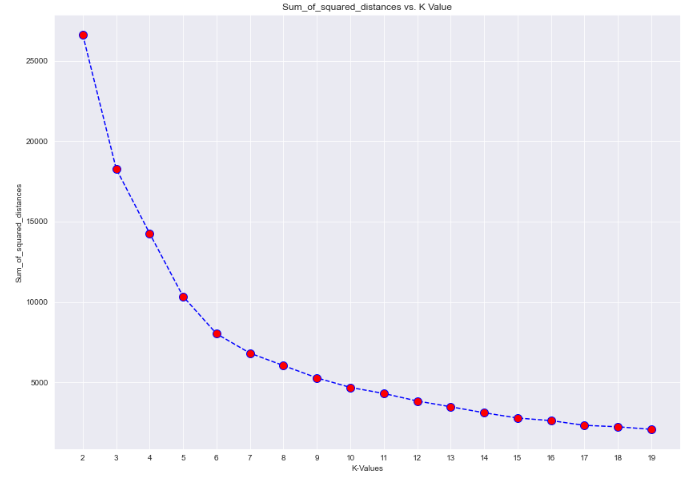 Sum_of_squared_distances vs. K Value
25000
20000
15000
10000
5000
Sum_of_squared_distances
2 3 4 5 6 7 8 9 10 11 12 13 14 15 16 17 18 19
K-Values